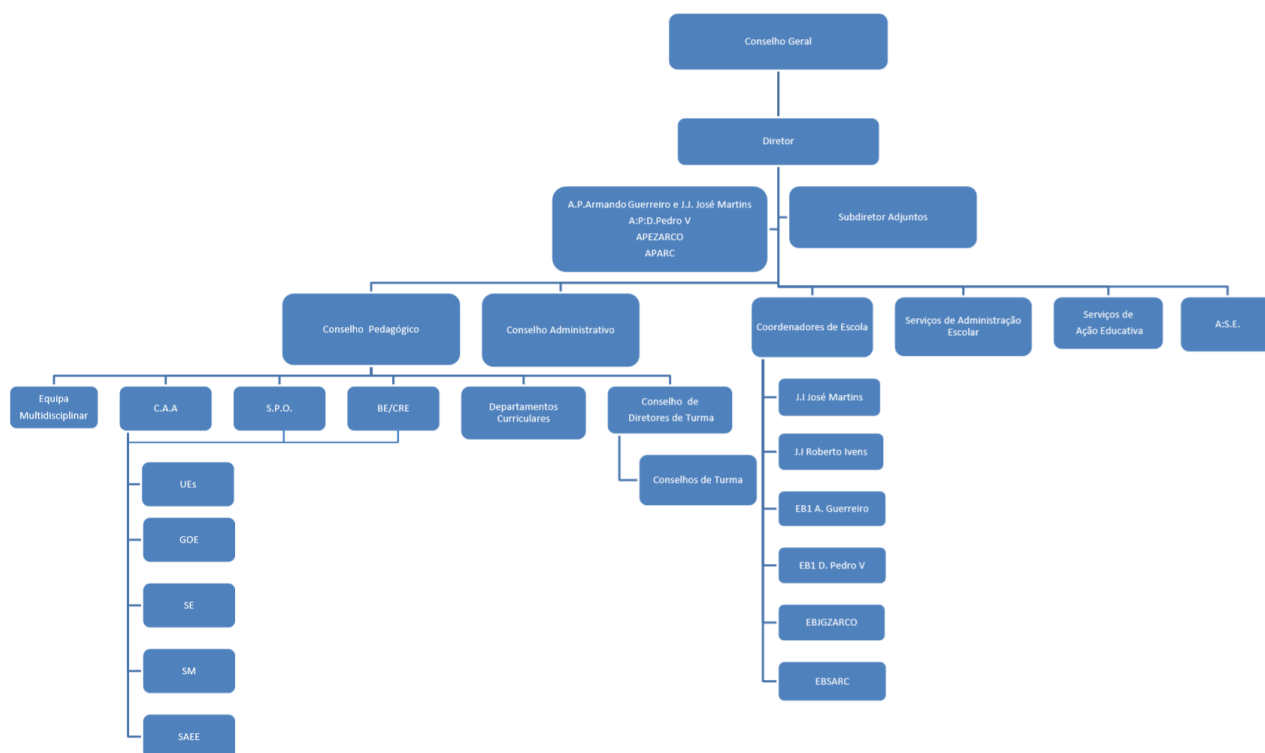 Conselho Geral
Diretor
A.P.Armando Guerreiro e J.J. José Martins
A:P:D.Pedro V
APEZARCO
APARC
Subdiretor Adjuntos
Conselho Pedagógico
Conselho Administrativo
Coordenadores de Escola
Serviços de Administração
Escolar
Serviços de
Ação Educativa
A:S.E.
Equipa
Multidisciplinar
C.A.A
S.P.O.
BE/CRE
Departamentos
Curriculares
Conselho de
Diretores de Turma
Conselhos de Turma
UEs
GOE
SE
SM
SAEE
J.I José Martins
J.I Roberto Ivens
EB1 A. Guerreiro
EB1 D. Pedro V
EBJGZARCO
EBSARC